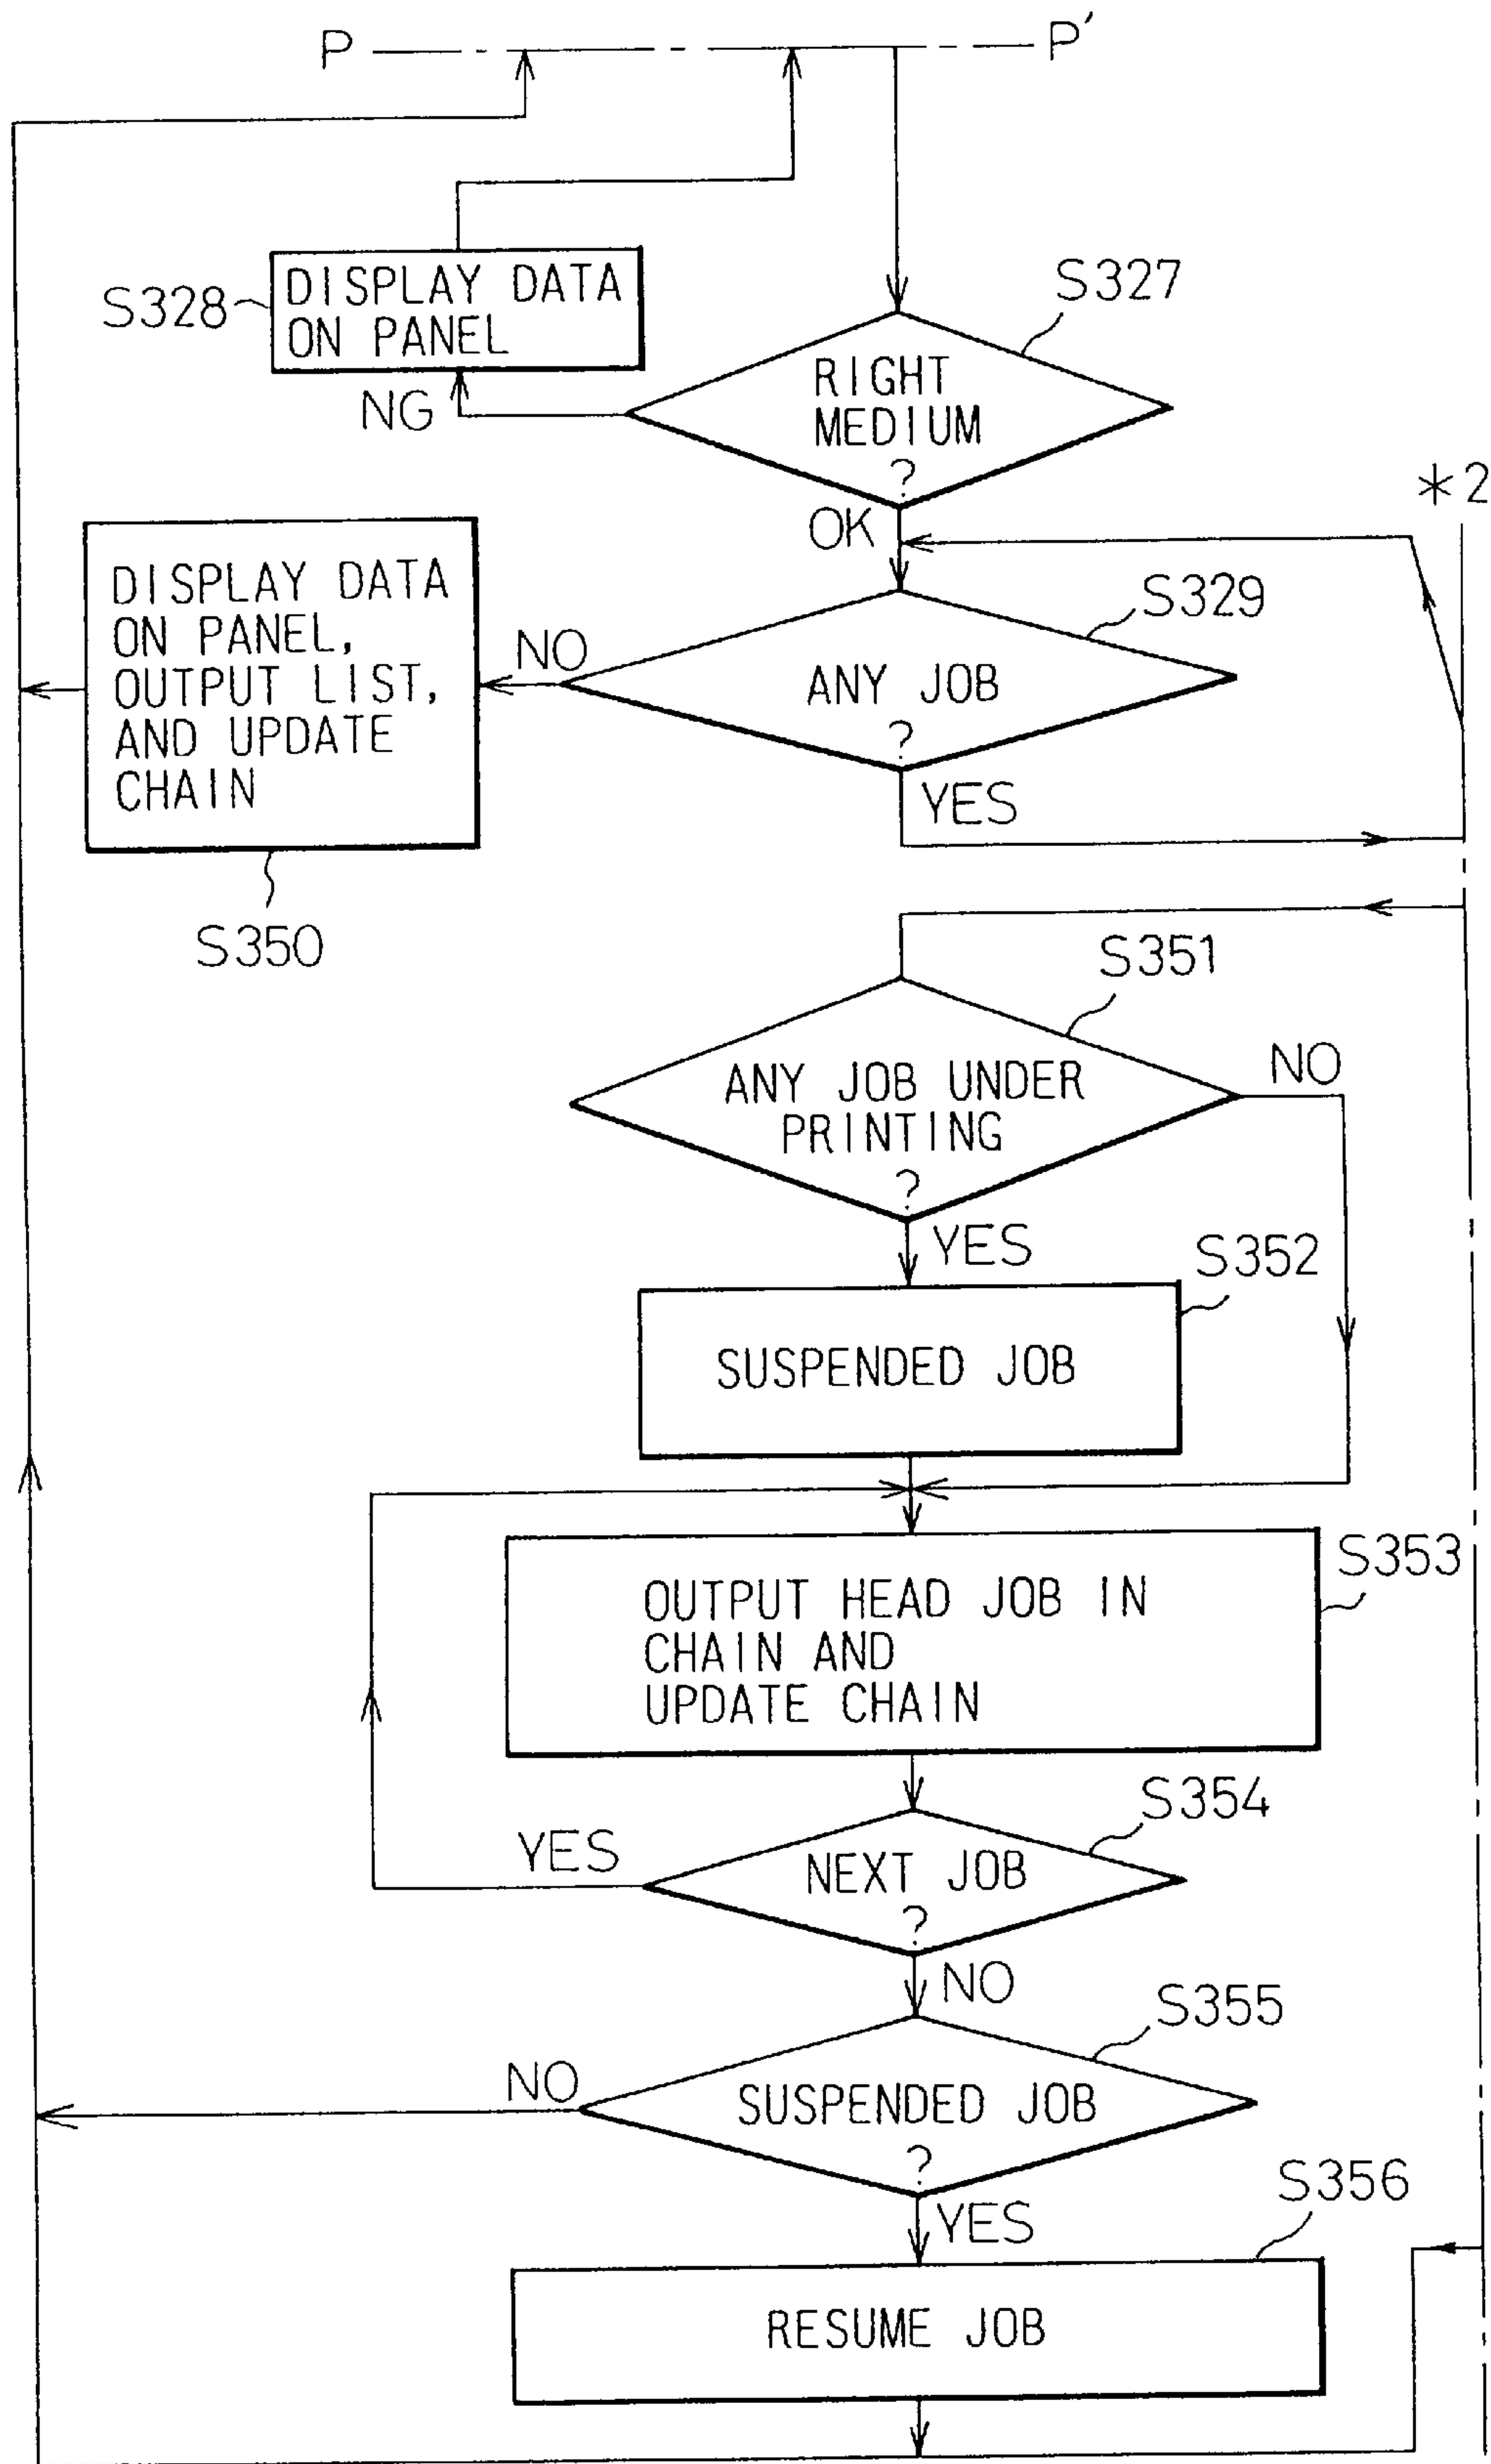 P
P'
S328
DISPLAY DATA
ON PANEL
NG
S327
RIGHT
MEDIUM
?
OK
*2
DISPLAY DATA
ON PANEL,
OUTPUT LIST,
AND UPDATE
CHAIN
S350
NO
S329
ANY JOB
?
YES
S351
ANY JOB UNDER
PRINTING
?
NO
YES
S352
SUSPENDED JOB
S353
OUTPUT HEAD JOB IN
CHAIN AND
UPDATE CHAIN
S354
YES
NEXT JOB
?
NO
S355
NO
SUSPENDED JOB
?
YES
S356
RESUME JOB